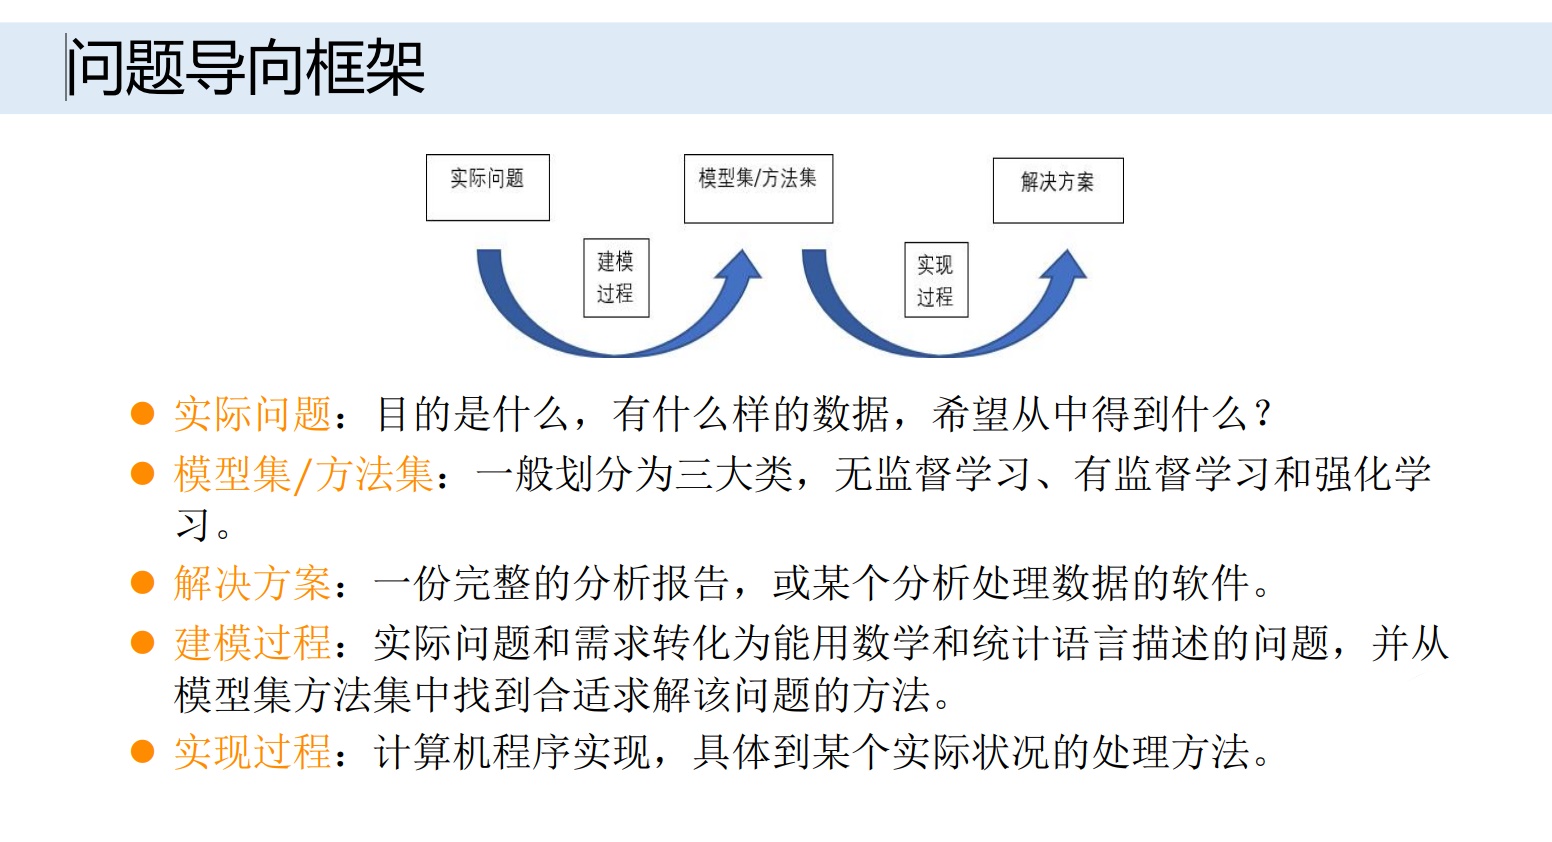 问题导向框架
实际问题
模型集/方法集
解决方案
建模
过程
实现
过程
实际问题：目的是什么，有什么样的数据，希望从中得到什么？
模型集/方法集：一般划分为三大类，无监督学习、有监督学习和强化学
习。
解决方案：一份完整的分析报告，或某个分析处理数据的软件。
建模过程：实际问题和需求转化为能用数学和统计语言描述的问题，并从
模型集方法集中找到合适求解该问题的方法。
实现过程：计算机程序实现，具体到某个实际状况的处理方法。